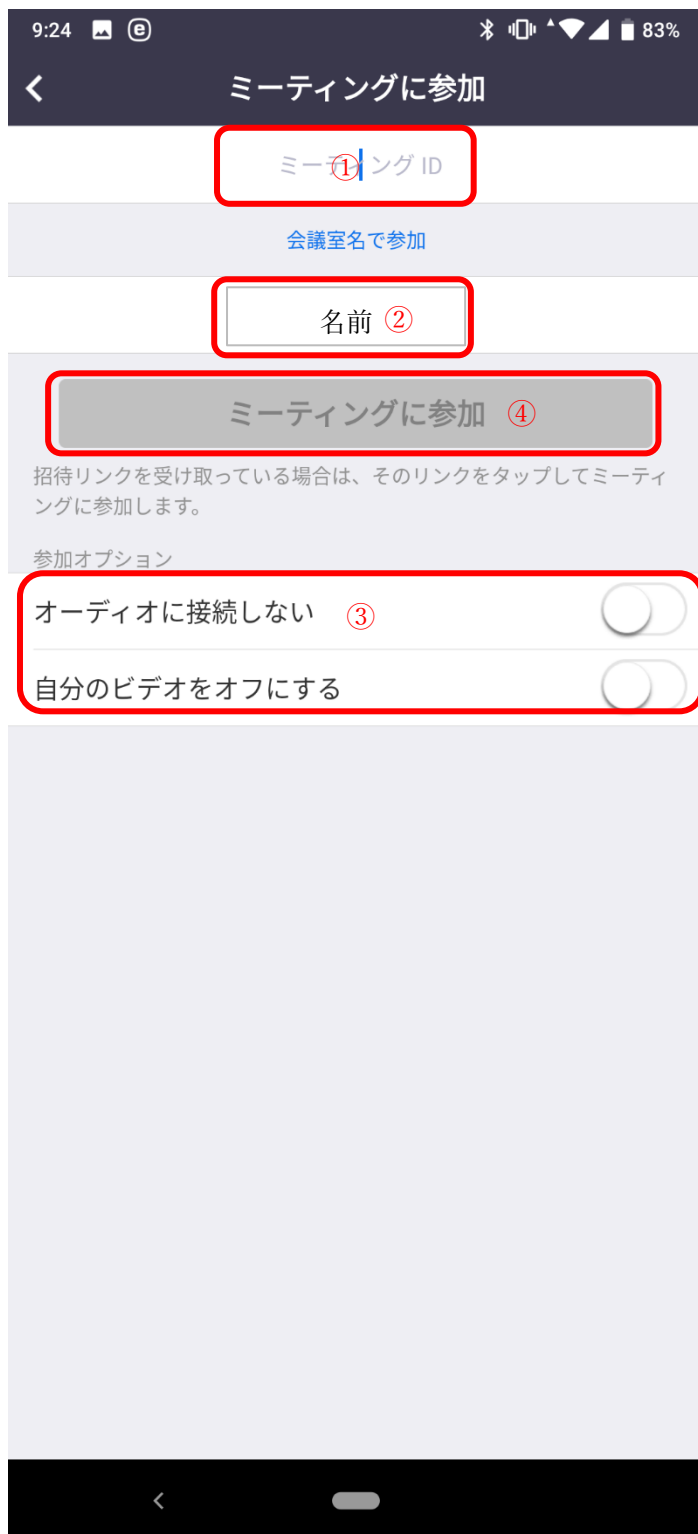 9:24 e 83%
ミーティングに参加
ミーティング ID ①
会議室名で参加
名前 ②
ミーティングに参加 ④
招待リンクを受け取っている場合は、そのリンクをタップしてミーティ
ングに参加します。
参加オプション
オーディオに接続しない ③
自分のビデオをオフにする